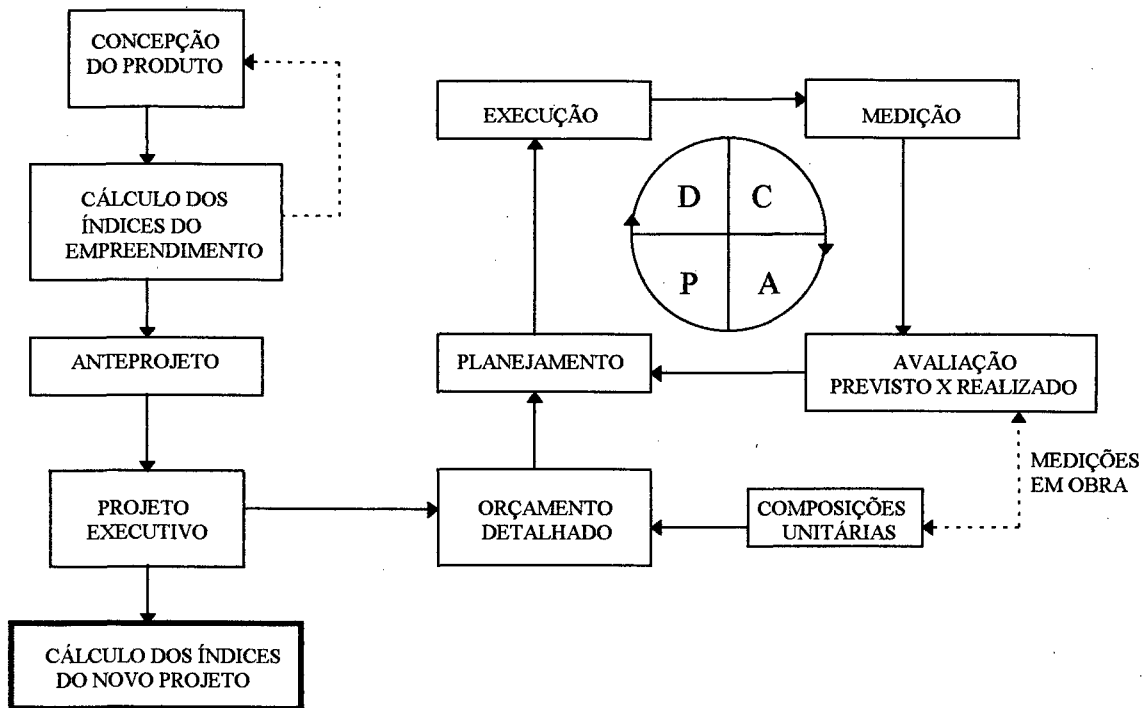 CONCEPÇÃO
DO PRODUTO
CÁLCULO DOS
ÍNDICES DO
EMPREENDIMENTO
ANTEPROJETO
PROJETO
EXECUTIVO
CÁLCULO DOS ÍNDICES
DO NOVO PROJETO
EXECUÇÃO
MEDIÇÃO
D
C
P
A
PLANEJAMENTO
AVALIAÇÃO
PREVISTO X REALIZADO
ORÇAMENTO
DETALHADO
COMPOSIÇÕES
UNITÁRIAS
MEDIÇÕES
EM OBRA